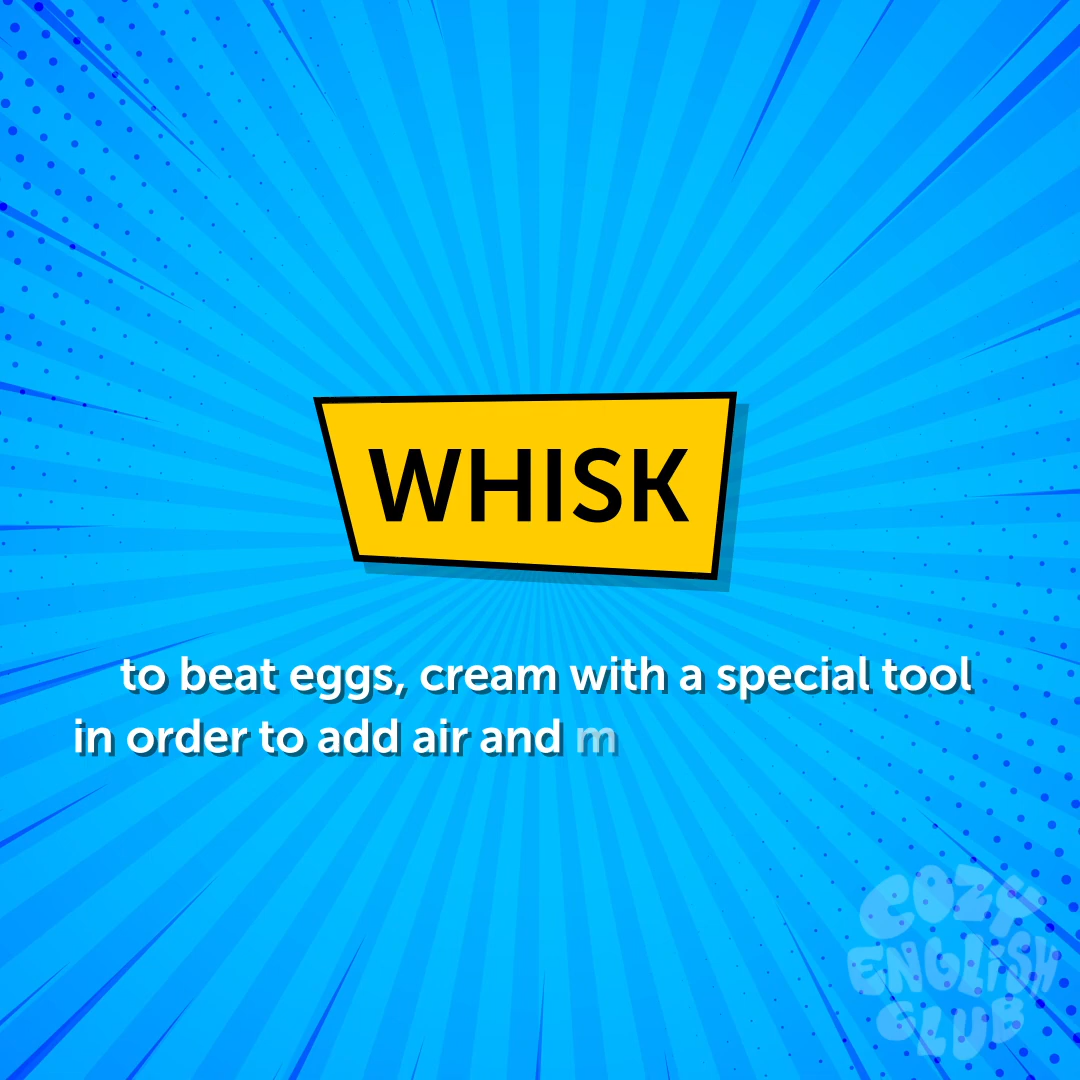 WHISK
to beat eggs, cream with a special tool
in order to add air and m
COZY
ENGLISH
CLUB